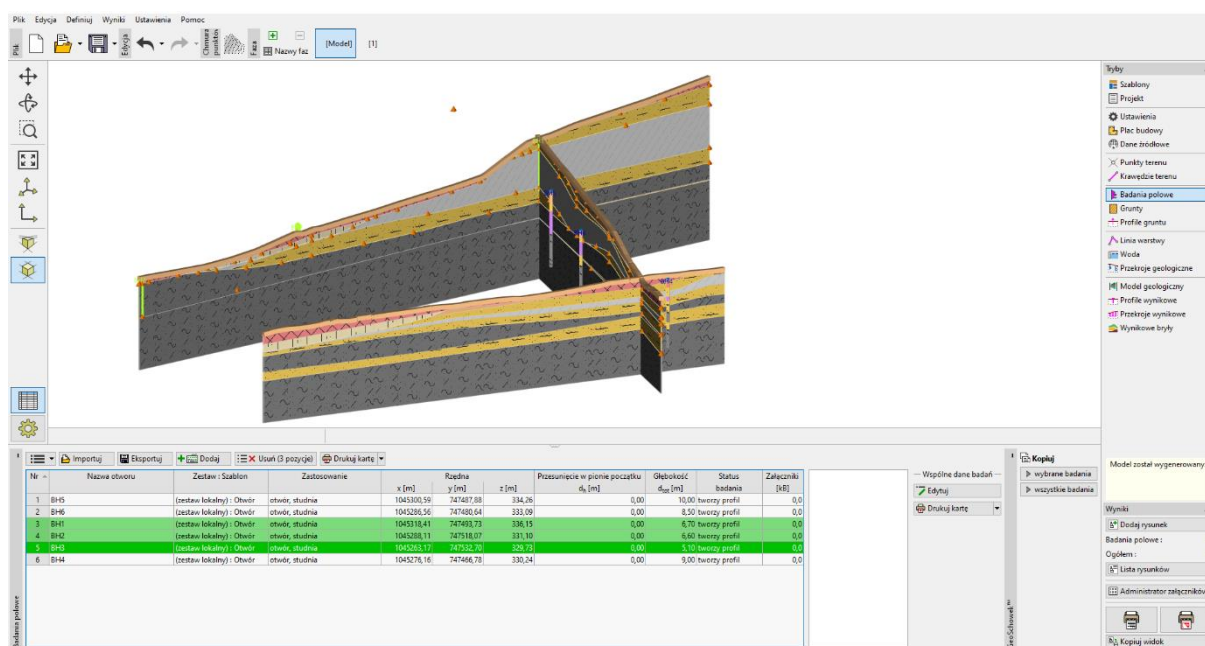 Plik Edycja Definiuj Wyniki Ustawienia Pomoc
Plik
Edycja
Chmura punktów
Faza
Nazwy faz
[Model] [1]
Tryby
Szablony
Projekt
Ustawienia
Plac budowy
Dane źródłowe
Punkty terenu
Krawędzie terenu
Badania polowe
Grunty
Profile gruntu
Linia warstwy
Woda
Przekroje geologiczne
Model geologiczny
Profile wynikowe
Przekroje wynikowe
Wynikowe bryły
Importuj Eksportuj Dodaj Usuń (3 pozycje) Drukuj kartę
Nr Nazwa otworu Zestaw : Szablon Zastosowanie Rzędna Przesunięcie w pionie początku Głębokość Status Załączniki
x [m] y [m] z [m] dh [m] dtot [m] badania [kB]
1 BH5 (zestaw lokalny) : Otwór otwór, studnia 1045300,59 747487,88 334,26 0,00 10,00 tworzy profil 0,0
2 BH6 (zestaw lokalny) : Otwór otwór, studnia 1045286,56 747480,64 333,09 0,00 8,50 tworzy profil 0,0
3 BH1 (zestaw lokalny) : Otwór otwór, studnia 1045318,41 747493,73 336,15 0,00 6,70 tworzy profil 0,0
4 BH2 (zestaw lokalny) : Otwór otwór, studnia 1045288,11 747518,07 331,10 0,00 6,60 tworzy profil 0,0
5 BH3 (zestaw lokalny) : Otwór otwór, studnia 1045263,17 747532,70 329,73 0,00 5,10 tworzy profil 0,0
6 BH4 (zestaw lokalny) : Otwór otwór, studnia 1045276,16 747466,78 330,24 0,00 9,00 tworzy profil 0,0
Badania polowe
Wspólne dane badań
Edytuj
Drukuj kartę
GeoSchowek™
Kopiuj
wybrane badania
wszystkie badania
Model został wygenerowany
Wyniki
Dodaj rysunek
Badania polowe :
Ogółem :
Lista rysunków
Administrator załączników
Kopiuj widok